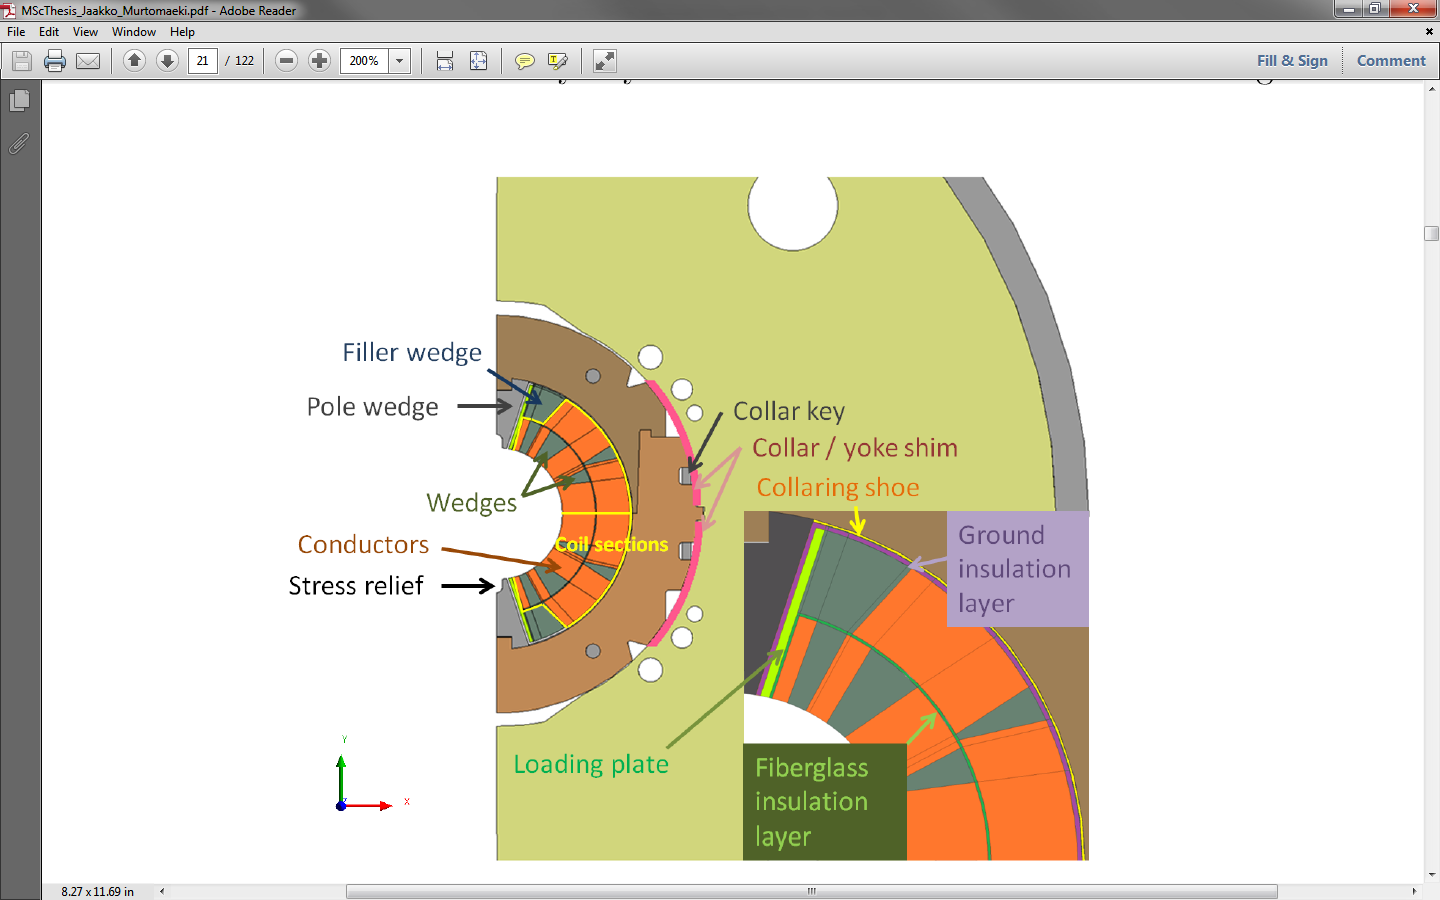 MScThesis_Jaakko_Murtomaeki.pdf - Adobe Reader
File Edit View Window Help
21 / 122
200%
Fill & Sign
Comment
Filler wedge
Pole wedge
Collar key
Collar / yoke shim
Collaring shoe
Wedges
Conductors
Coil sections
Stress relief
Ground
insulation
layer
Loading plate
Fiberglass
insulation
layer
Y
X
8.27 x 11.69 in